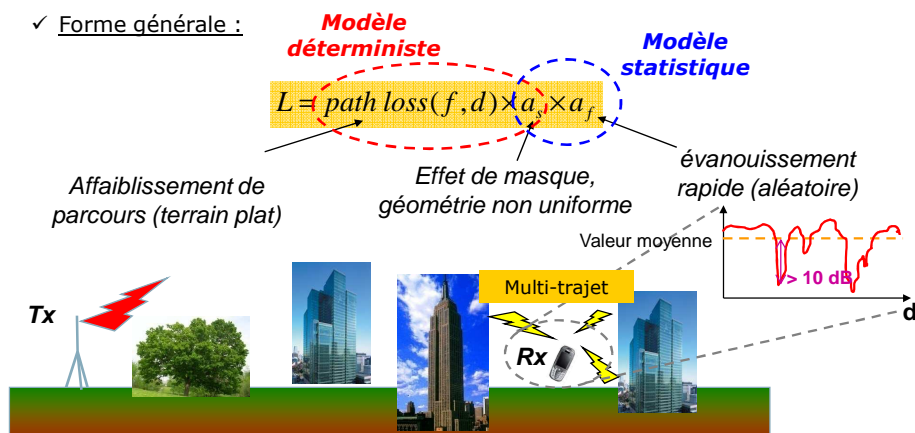 ✓ Forme générale :
Modèle
déterministe
Modèle
statistique
L = path loss(f,d)×a_s×a_f
Affaiblissement de
parcours (terrain plat)
Effet de masque,
géométrie non uniforme
évanouissement
rapide (aléatoire)
Valeur moyenne
> 10 dB
d
Multi-trajet
Tx
Rx